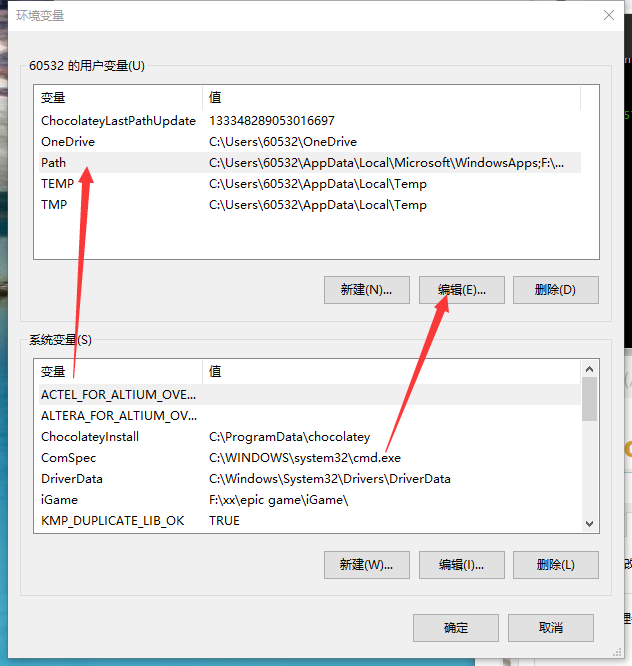 环境变量
60532 的用户变量(U)
变量 值
ChocolateyLastPathUpdate 133348289053016697
OneDrive C:\Users\60532\OneDrive
Path C:\Users\60532\AppData\Local\Microsoft\WindowsApps;F:\...
TEMP C:\Users\60532\AppData\Local\Temp
TMP C:\Users\60532\AppData\Local\Temp
新建(N)... 编辑(E)... 删除(D)
系统变量(S)
变量 值
ACTEL_FOR_ALTIUM_OVE...
ALTERA_FOR_ALTIUM_OV...
ChocolateyInstall C:\ProgramData\chocolatey
ComSpec C:\WINDOWS\system32\cmd.exe
DriverData C:\Windows\System32\Drivers\DriverData
iGame F:\xx\epic game\iGame\
KMP_DUPLICATE_LIB_OK TRUE
新建(W)... 编辑(I)... 删除(L)
确定 取消